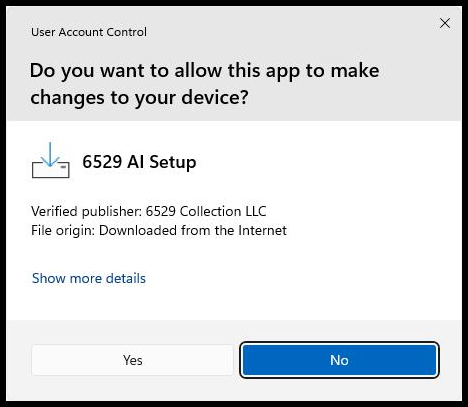 User Account Control
Do you want to allow this app to make
changes to your device?
6529 AI Setup
Verified publisher: 6529 Collection LLC
File origin: Downloaded from the Internet
Show more details
Yes
No